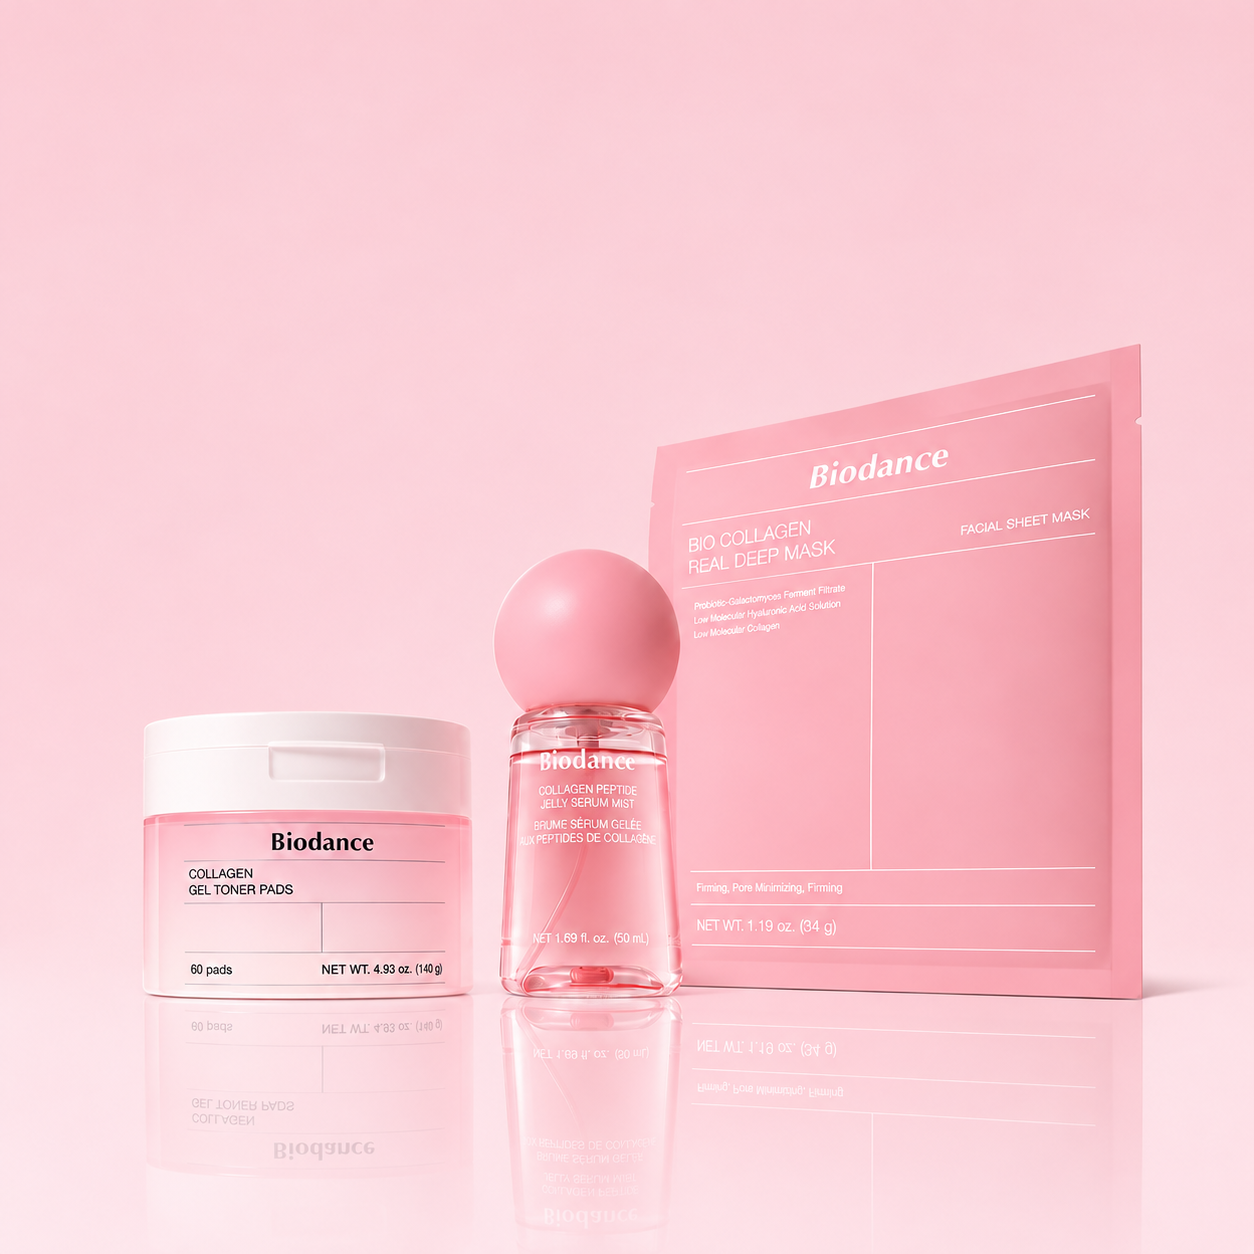 Biodance
COLLAGEN
GEL TONER PADS
60 pads
NET WT. 4.93 oz. (140 g)
Biodance
COLLAGEN PEPTIDE
JELLY SERUM MIST
BRUME SÉRUM GELÉE
AUX PEPTIDES DE COLLAGÈNE
NET 1.69 fl. oz. (50 mL)
Biodance
BIO COLLAGEN
REAL DEEP MASK
FACIAL SHEET MASK
Probiotic-Galactomyces Ferment Filtrate
Low Molecular Hyaluronic Acid Solution
Low Molecular Collagen
Firming, Pore Minimizing, Firming
NET WT. 1.19 oz. (34 g)